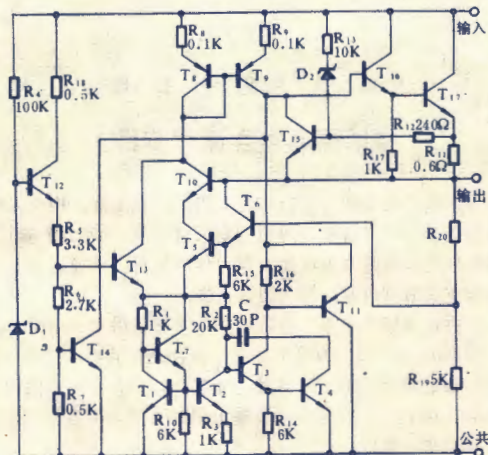 输入
R₈
0.1K
R₉
0.1K
R₁₃
10K
R₄
100K
R₁₈
0.5K
T₈
T₉
D₂
T₁₆
T₁₇
R₁₂ 240Ω
T₁₅
R₁₇
1K
R₁₁
0.6Ω
T₁₂
T₁₀
输出
T₆
R₅
3.3K
T₅
R₂₀
T₁₃
R₁₅
6K
R₁₆
2K
R₆
2.7K
R₁
1K
R₂
20K
C
30P
T₁₁
D₁
T₁₄
T₇
T₃
R₁₉ 5K
T₁
T₂
T₄
R₇
0.5K
R₁₀
6K
R₃
1K
R₁₄
6K
公共